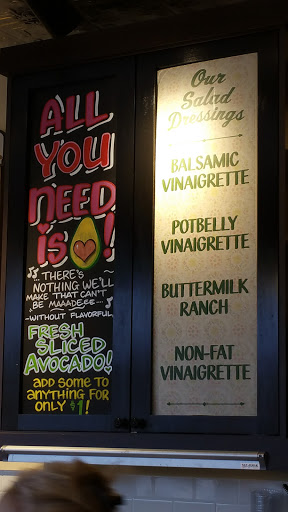 ALL
YOU
NEED
IS !
THERE'S
NOTHING WE'LL
MAKE THAT CAN'T
BE MAAADE
WITHOUT FLAVORFUL
FRESH
SLICED
AVOCADO!
ADD SOME TO
ANYTHING FOR
ONLY $1!
Our
Salad
Dressings
BALSAMIC
VINAIGRETTE
POTBELLY
VINAIGRETTE
BUTTERMILK
RANCH
NON-FAT
VINAIGRETTE